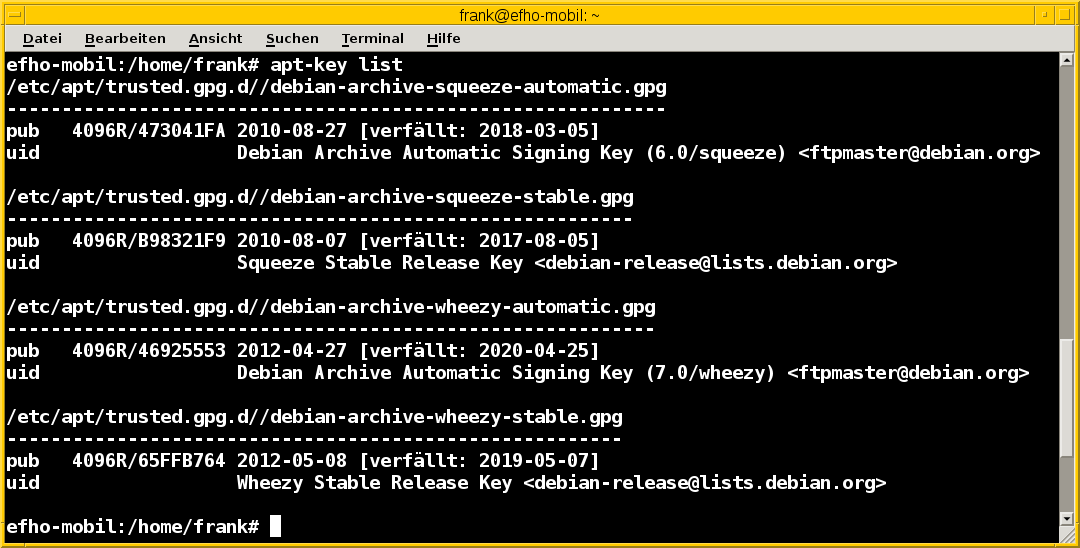 frank@efho-mobil: ~
Datei Bearbeiten Ansicht Suchen Terminal Hilfe
efho-mobil:/home/frank# apt-key list
/etc/apt/trusted.gpg.d//debian-archive-squeeze-automatic.gpg
------------------------------------------------------------
pub   4096R/473041FA 2010-08-27 [verfällt: 2018-03-05]
uid                  Debian Archive Automatic Signing Key (6.0/squeeze) <ftpmaster@debian.org>
/etc/apt/trusted.gpg.d//debian-archive-squeeze-stable.gpg
---------------------------------------------------------
pub   4096R/B98321F9 2010-08-07 [verfällt: 2017-08-05]
uid                  Squeeze Stable Release Key <debian-release@lists.debian.org>
/etc/apt/trusted.gpg.d//debian-archive-wheezy-automatic.gpg
-----------------------------------------------------------
pub   4096R/46925553 2012-04-27 [verfällt: 2020-04-25]
uid                  Debian Archive Automatic Signing Key (7.0/wheezy) <ftpmaster@debian.org>
/etc/apt/trusted.gpg.d//debian-archive-wheezy-stable.gpg
--------------------------------------------------------
pub   4096R/65FFB764 2012-05-08 [verfällt: 2019-05-07]
uid                  Wheezy Stable Release Key <debian-release@lists.debian.org>
efho-mobil:/home/frank#